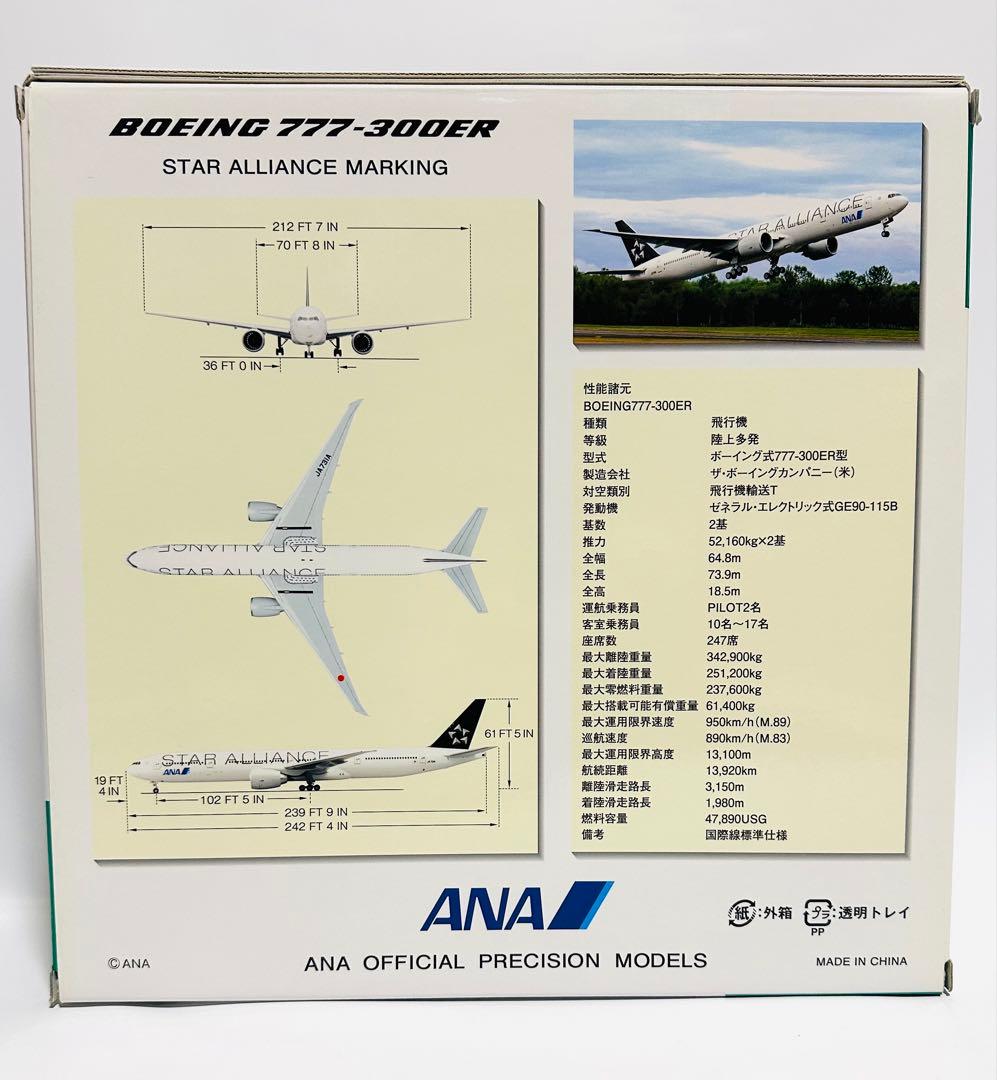 BOEING 777-300ER
STAR ALLIANCE MARKING
212 FT 7 IN
70 FT 8 IN
36 FT 0 IN
JA731A
STAR ALLIANCE
STAR ALLIANCE
STAR ALLIANCE
ANA
61 FT 5 IN
19 FT
4 IN
102 FT 5 IN
239 FT 9 IN
242 FT 4 IN
STAR ALLIANCE
ANA
性能諸元
BOEING777-300ER
種類 飛行機
等級 陸上多発
型式 ボーイング式777-300ER型
製造会社 ザ・ボーイングカンパニー(米)
対空類別 飛行機輸送T
発動機 ゼネラル・エレクトリック式GE90-115B
基数 2基
推力 52,160kg×2基
全幅 64.8m
全長 73.9m
全高 18.5m
運航乗務員 PILOT2名
客室乗務員 10名～17名
座席数 247席
最大離陸重量 342,900kg
最大着陸重量 251,200kg
最大零燃料重量 237,600kg
最大搭載可能有償重量 61,400kg
最大運用限界速度 950km/h(M.89)
巡航速度 890km/h(M.83)
最大運用限界高度 13,100m
航続距離 13,920km
離陸滑走路長 3,150m
着陸滑走路長 1,980m
燃料容量 47,890USG
備考 国際線標準仕様
ANA
紙:外箱 プラ:透明トレイ
PP
© ANA
ANA OFFICIAL PRECISION MODELS
MADE IN CHINA